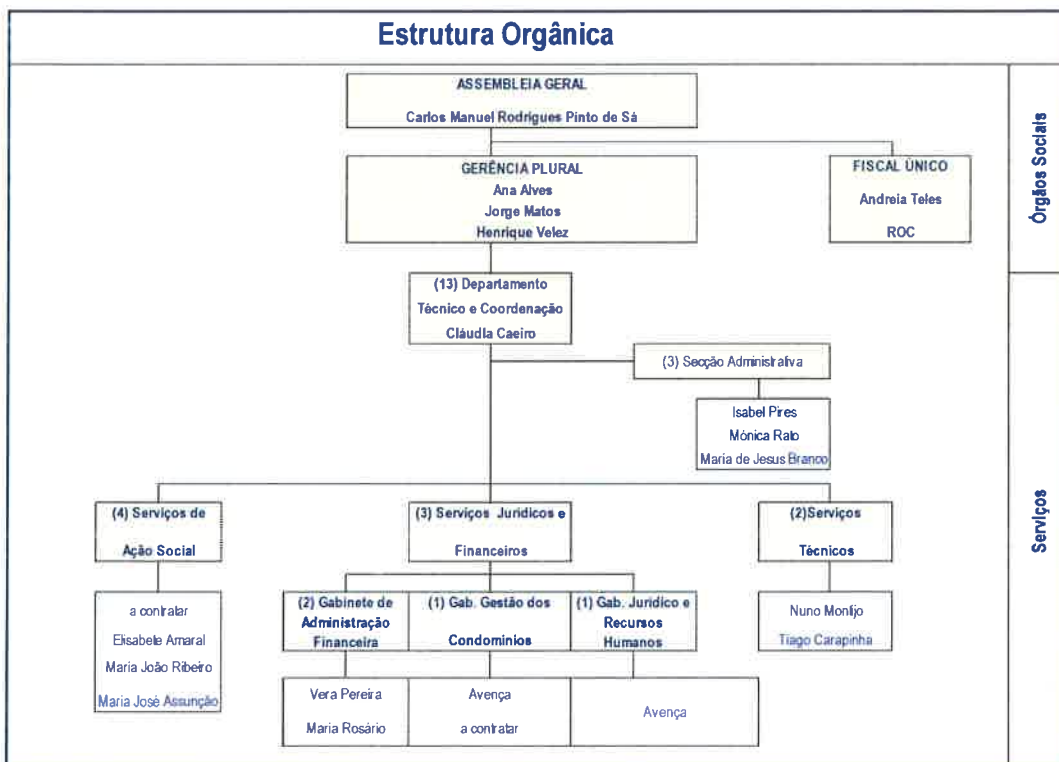 Estrutura Orgânica
ASSEMBLEIA GERAL
Carlos Manuel Rodrigues Pinto de Sá
GERÊNCIA PLURAL
Ana Alves
Jorge Matos
Henrique Velez
FISCAL ÚNICO
Andreia Teles
ROC
Órgãos Sociais
(13) Departamento
Técnico e Coordenação
Cláudia Caeiro
(3) Secção Administrativa
Isabel Pires
Mónica Rato
Maria de Jesus Branco
(4) Serviços de
Ação Social
(3) Serviços Jurídicos e
Financeiros
(2)Serviços
Técnicos
a contratar
Elisabete Amaral
Maria João Ribeiro
Maria José Assunção
(2) Gabinete de
Administração
Financeira
(1) Gab. Gestão dos
Condomínios
(1) Gab. Jurídico e
Recursos
Humanos
Nuno Montijo
Tiago Carapinha
Vera Pereira
Maria Rosário
Avença
a contratar
Avença
Serviços